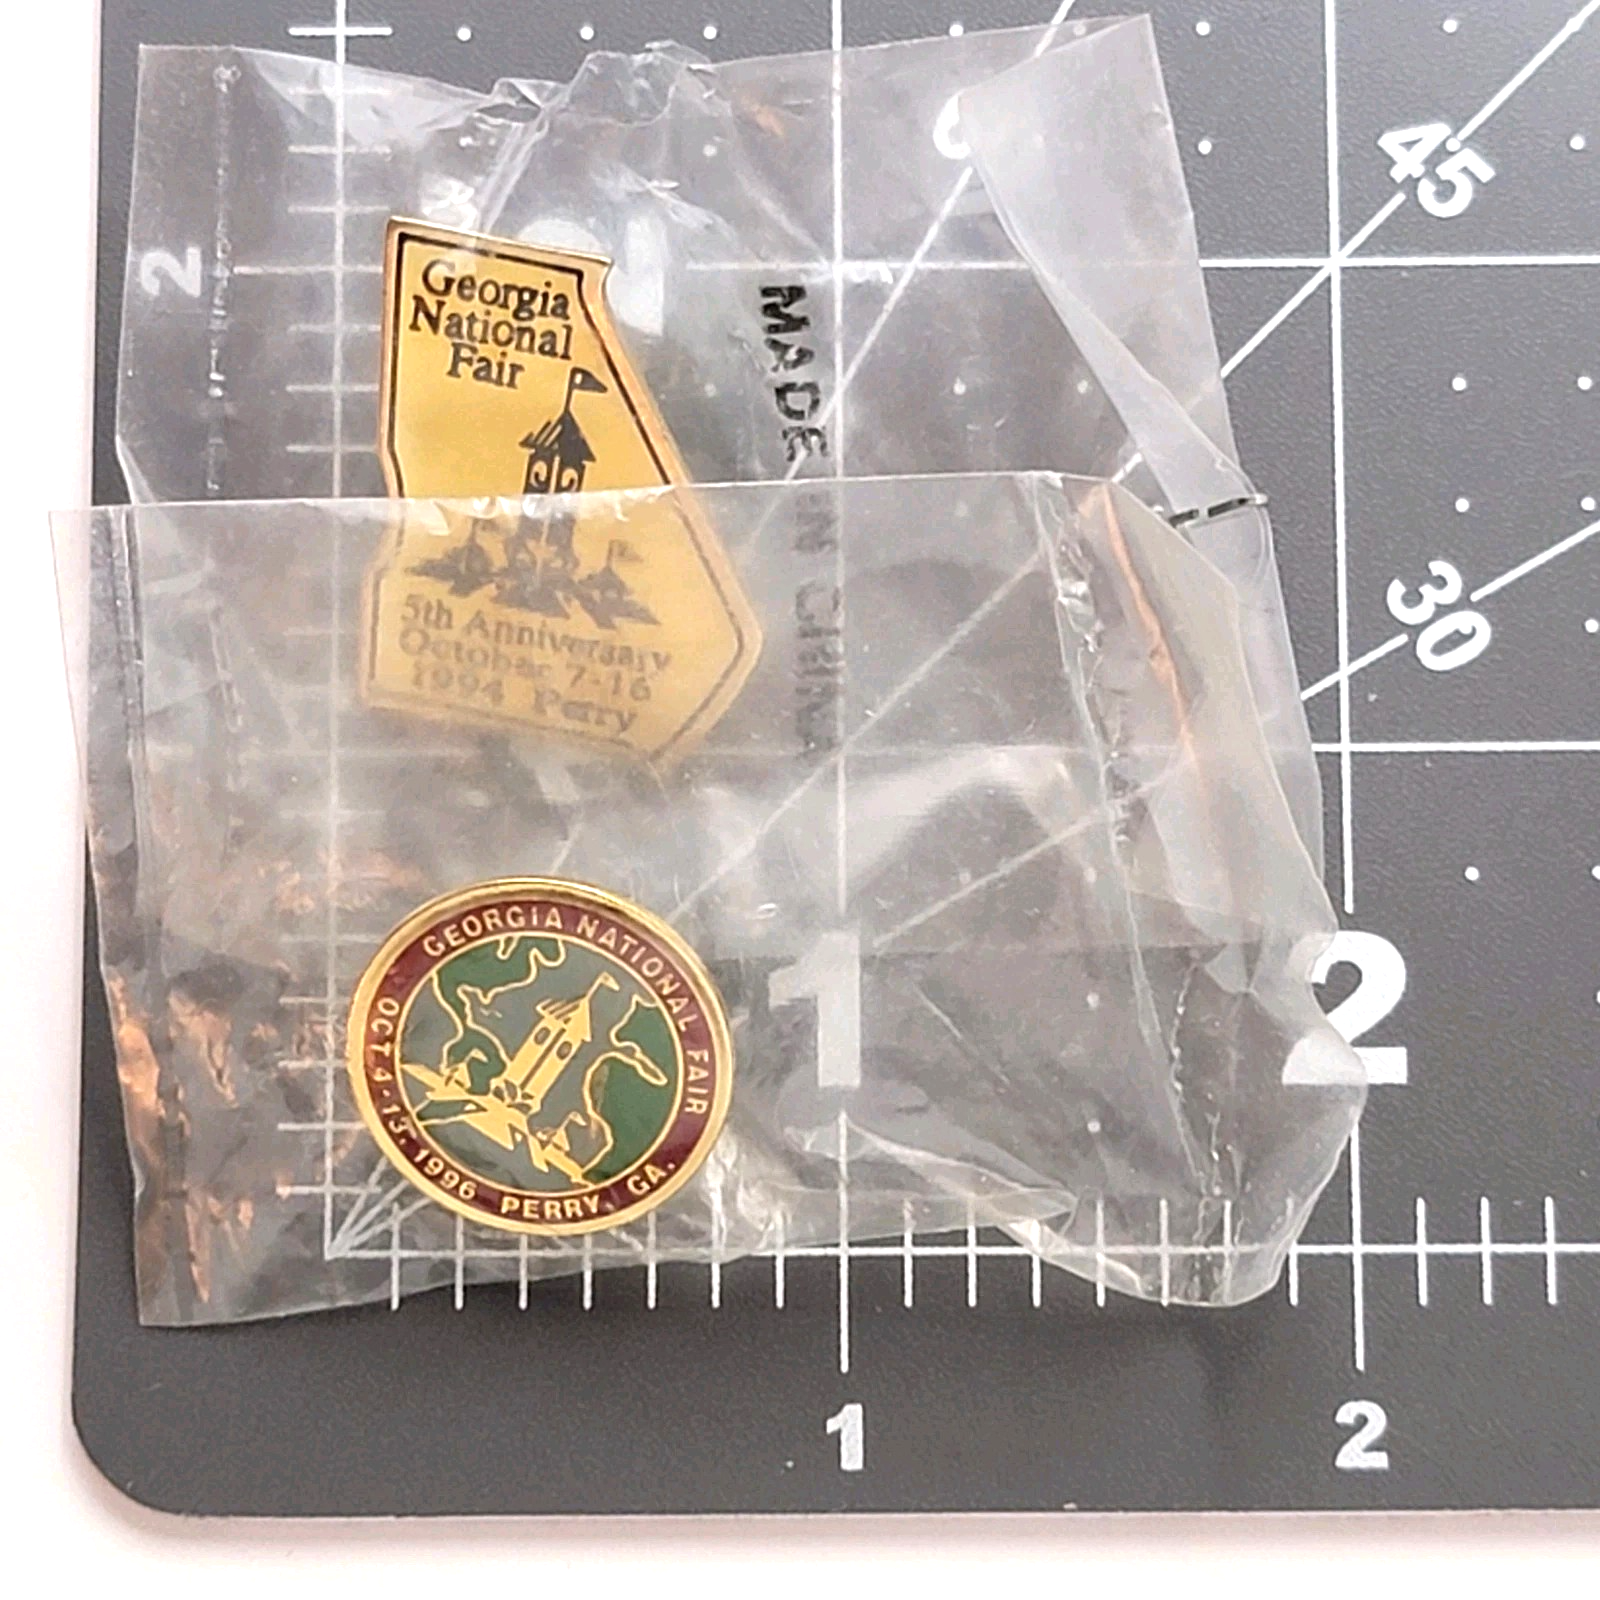 45
2
Georgia
National
Fair
MADE IN CHINA
30
5th Anniversary
October 7-16
1994 Perry
GEORGIA NATIONAL FAIR
OCT 4-13, 1996 PERRY, GA.
1
2
1
2